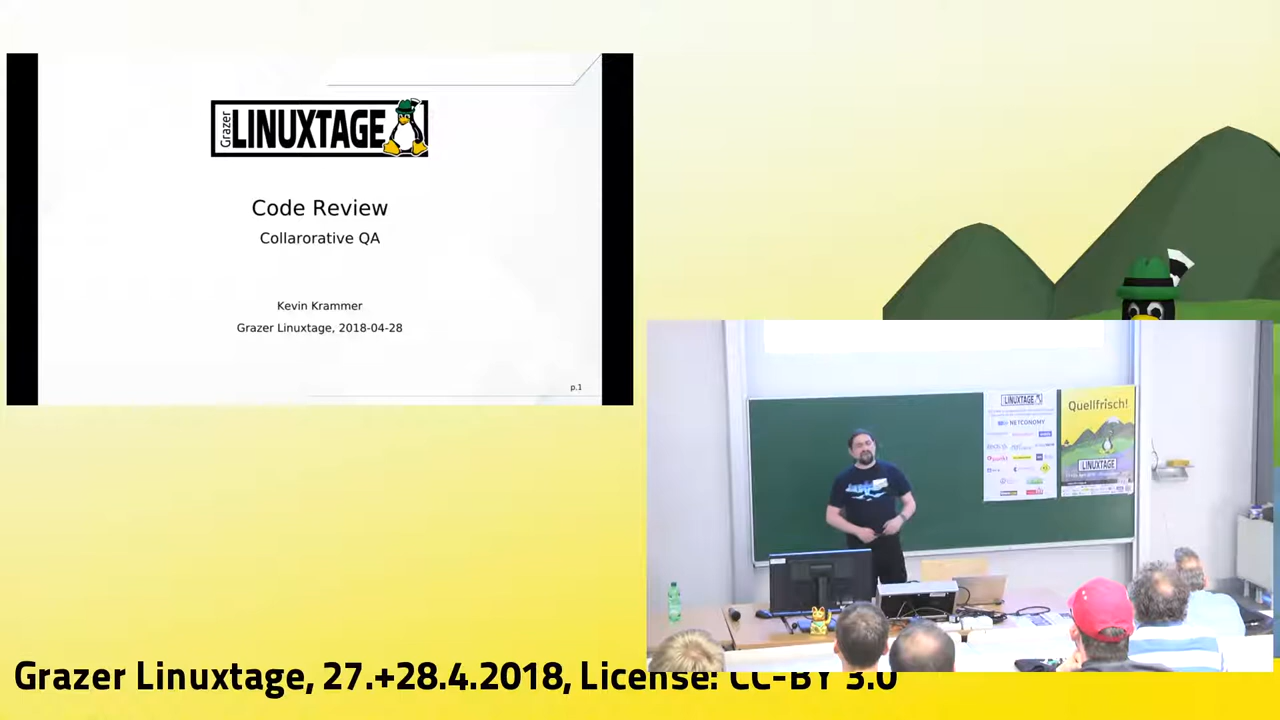 Grazer
LINUXTAGE
Code Review
Collarorative QA
Kevin Krammer
Grazer Linuxtage, 2018-04-28
p.1
LINUXTAGE
NETCONOMY
Quellfrisch!
LINUXTAGE
Grazer Linuxtage, 27.+28.4.2018, License: CC-BY 3.0